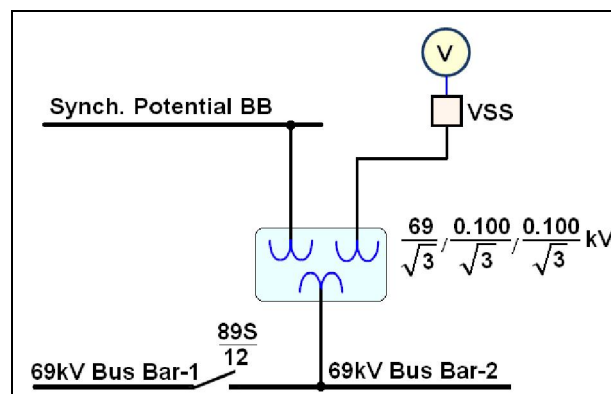 V
Synch. Potential BB
VSS
69/√3 / 0.100/√3 / 0.100/√3 kV
89S
12
69kV Bus Bar-1
69kV Bus Bar-2